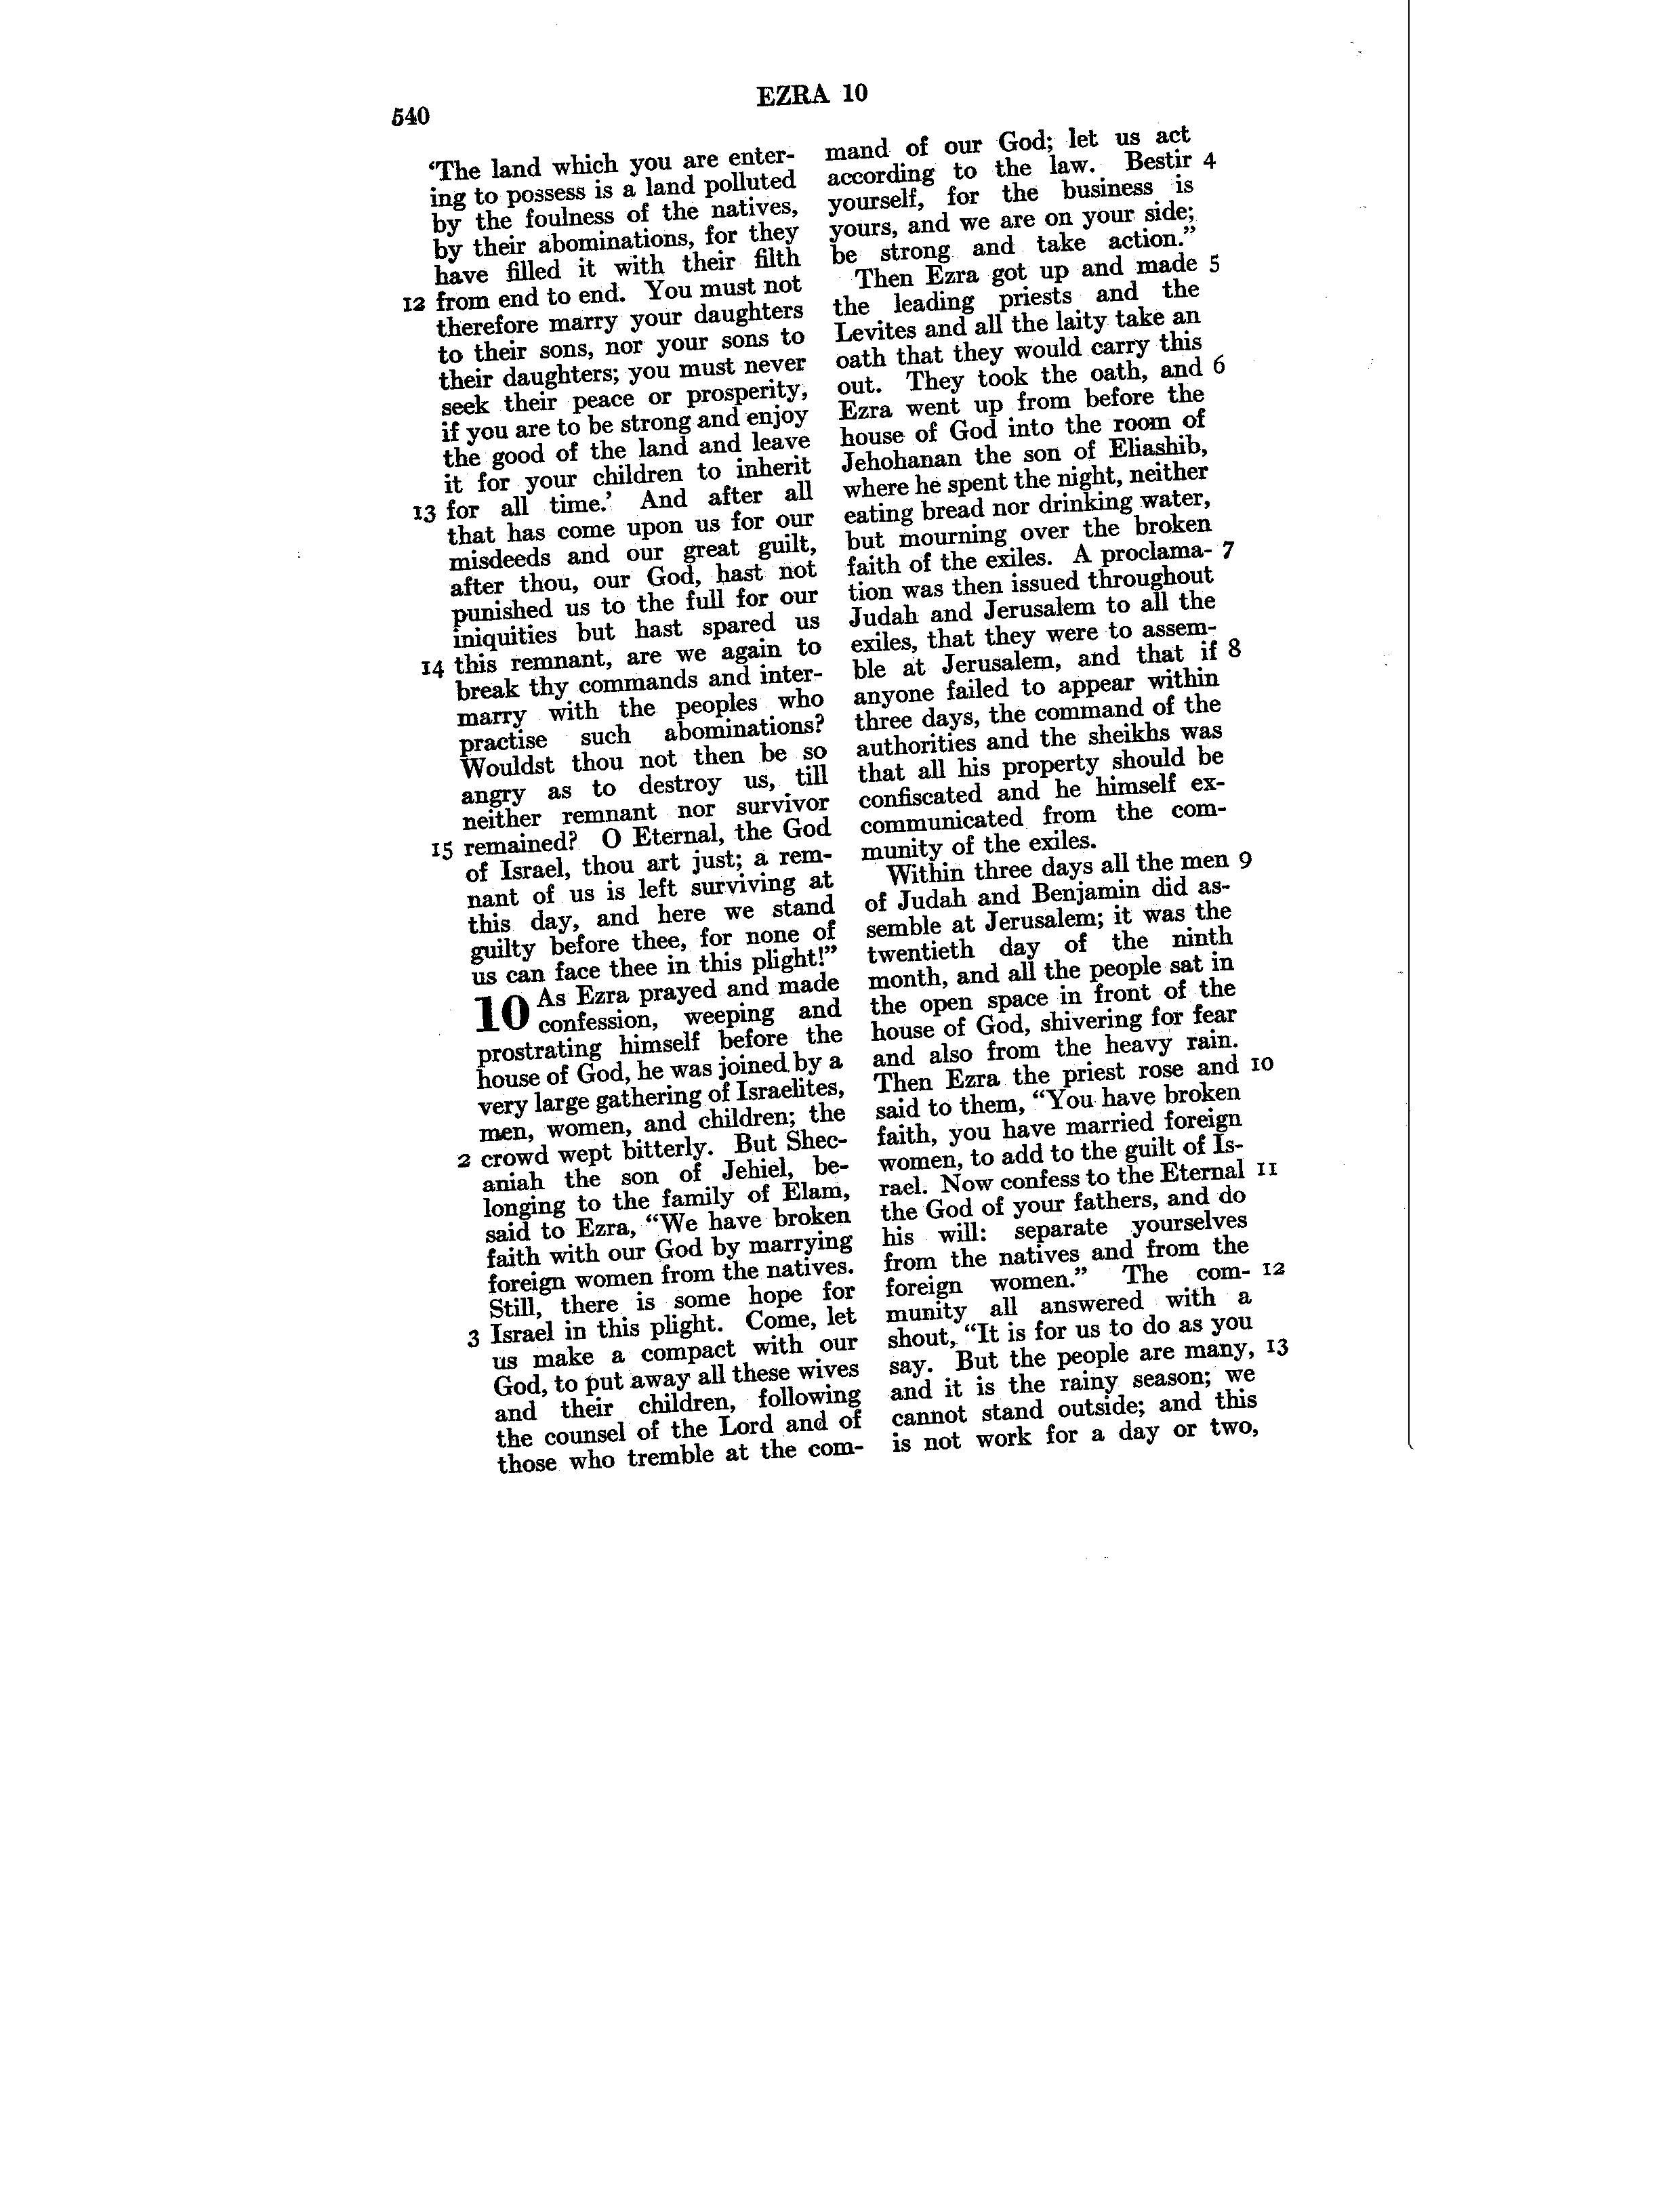 540
EZRA 10
‘The land which you are enter-
ing to possess is a land polluted
by the foulness of the natives,
by their abominations, for they
have filled it with their filth
12 from end to end. You must not
therefore marry your daughters
to their sons, nor your sons to
their daughters; you must never
seek their peace or prosperity,
if you are to be strong and enjoy
the good of the land and leave
it for your children to inherit
13 for all time.’ And after all
that has come upon us for our
misdeeds and our great guilt,
after thou, our God, hast not
punished us to the full for our
iniquities but hast spared us
14 this remnant, are we again to
break thy commands and inter-
marry with the peoples who
practise such abominations?
Wouldst thou not then be so
angry as to destroy us, till
neither remnant nor survivor
15 remained? O Eternal, the God
of Israel, thou art just; a rem-
nant of us is left surviving at
this day, and here we stand
guilty before thee, for none of
us can face thee in this plight!”
10 As Ezra prayed and made
confession, weeping and
prostrating himself before the
house of God, he was joined by a
very large gathering of Israelites,
men, women, and children; the
2 crowd wept bitterly. But Shec-
aniah the son of Jehiel, be-
longing to the family of Elam,
said to Ezra, “We have broken
faith with our God by marrying
foreign women from the natives.
Still, there is some hope for
3 Israel in this plight. Come, let
us make a compact with our
God, to put away all these wives
and their children, following
the counsel of the Lord and of
those who tremble at the com-
mand of our God; let us act
according to the law. Bestir 4
yourself, for the business is
yours, and we are on your side;
be strong and take action.”
Then Ezra got up and made 5
the leading priests and the
Levites and all the laity take an
oath that they would carry this
out. They took the oath, and 6
Ezra went up from before the
house of God into the room of
Jehohanan the son of Eliashib,
where he spent the night, neither
eating bread nor drinking water,
but mourning over the broken
faith of the exiles. A proclama- 7
tion was then issued throughout
Judah and Jerusalem to all the
exiles, that they were to assem-
ble at Jerusalem, and that if 8
anyone failed to appear within
three days, the command of the
authorities and the sheikhs was
that all his property should be
confiscated and he himself ex-
communicated from the com-
munity of the exiles.
Within three days all the men 9
of Judah and Benjamin did as-
semble at Jerusalem; it was the
twentieth day of the ninth
month, and all the people sat in
the open space in front of the
house of God, shivering for fear
and also from the heavy rain.
Then Ezra the priest rose and 10
said to them, “You have broken
faith, you have married foreign
women, to add to the guilt of Is-
rael. Now confess to the Eternal 11
the God of your fathers, and do
his will: separate yourselves
from the natives and from the
foreign women.” The com- 12
munity all answered with a
shout, “It is for us to do as you
say. But the people are many, 13
and it is the rainy season; we
cannot stand outside; and this
is not work for a day or two,